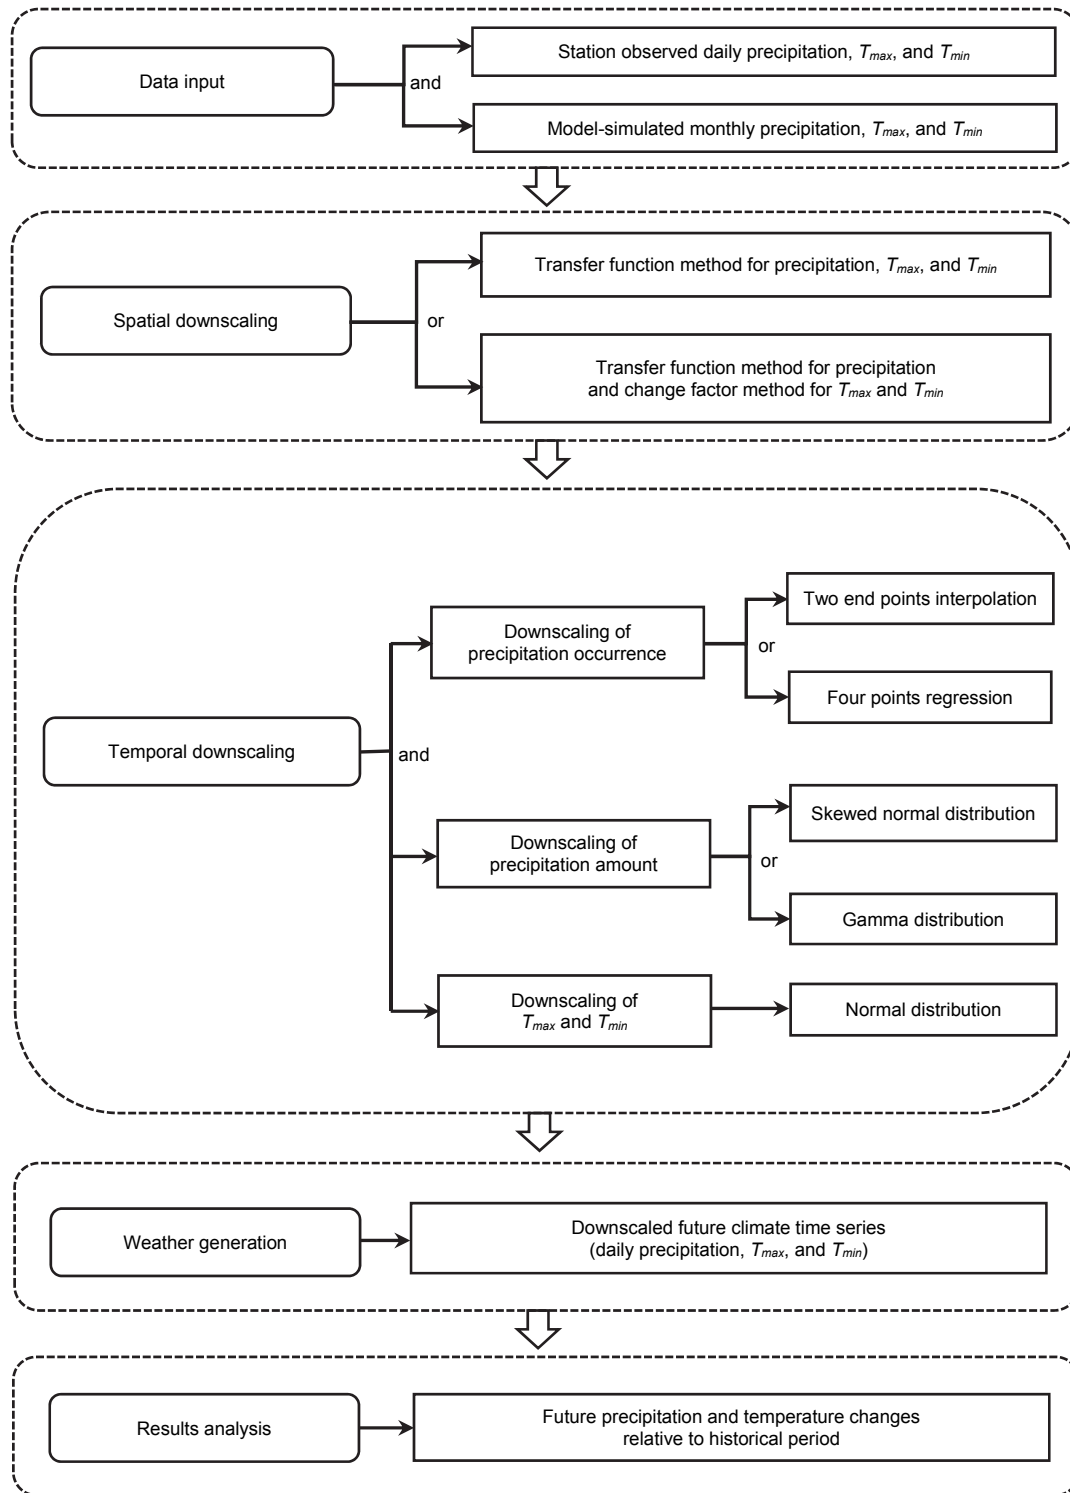 Data input
and
Station observed daily precipitation, Tmax, and Tmin
Model-simulated monthly precipitation, Tmax, and Tmin
Spatial downscaling
or
Transfer function method for precipitation, Tmax, and Tmin
Transfer function method for precipitation
and change factor method for Tmax and Tmin
Temporal downscaling
and
Downscaling of
precipitation occurrence
or
Two end points interpolation
Four points regression
Downscaling of
precipitation amount
or
Skewed normal distribution
Gamma distribution
Downscaling of
Tmax and Tmin
Normal distribution
Weather generation
Downscaled future climate time series
(daily precipitation, Tmax, and Tmin)
Results analysis
Future precipitation and temperature changes
relative to historical period